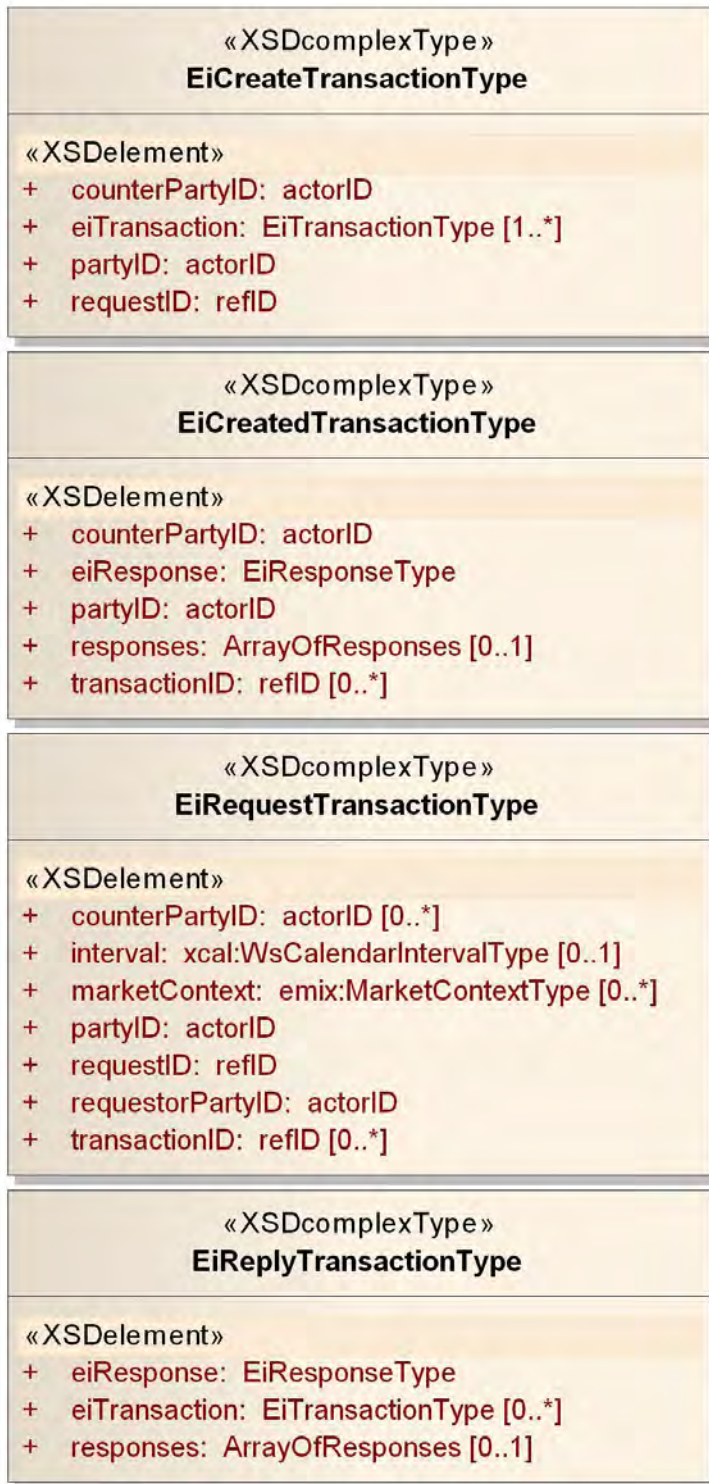 «XSDcomplexType»
EiCreateTransactionType
«XSDelement»
+ counterPartyID: actorID
+ eiTransaction: EiTransactionType [1..*]
+ partyID: actorID
+ requestID: refID
«XSDcomplexType»
EiCreatedTransactionType
«XSDelement»
+ counterPartyID: actorID
+ eiResponse: EiResponseType
+ partyID: actorID
+ responses: ArrayOfResponses [0..1]
+ transactionID: refID [0..*]
«XSDcomplexType»
EiRequestTransactionType
«XSDelement»
+ counterPartyID: actorID [0..*]
+ interval: xcal:WsCalendarIntervalType [0..1]
+ marketContext: emix:MarketContextType [0..*]
+ partyID: actorID
+ requestID: refID
+ requestorPartyID: actorID
+ transactionID: refID [0..*]
«XSDcomplexType»
EiReplyTransactionType
«XSDelement»
+ eiResponse: EiResponseType
+ eiTransaction: EiTransactionType [0..*]
+ responses: ArrayOfResponses [0..1]